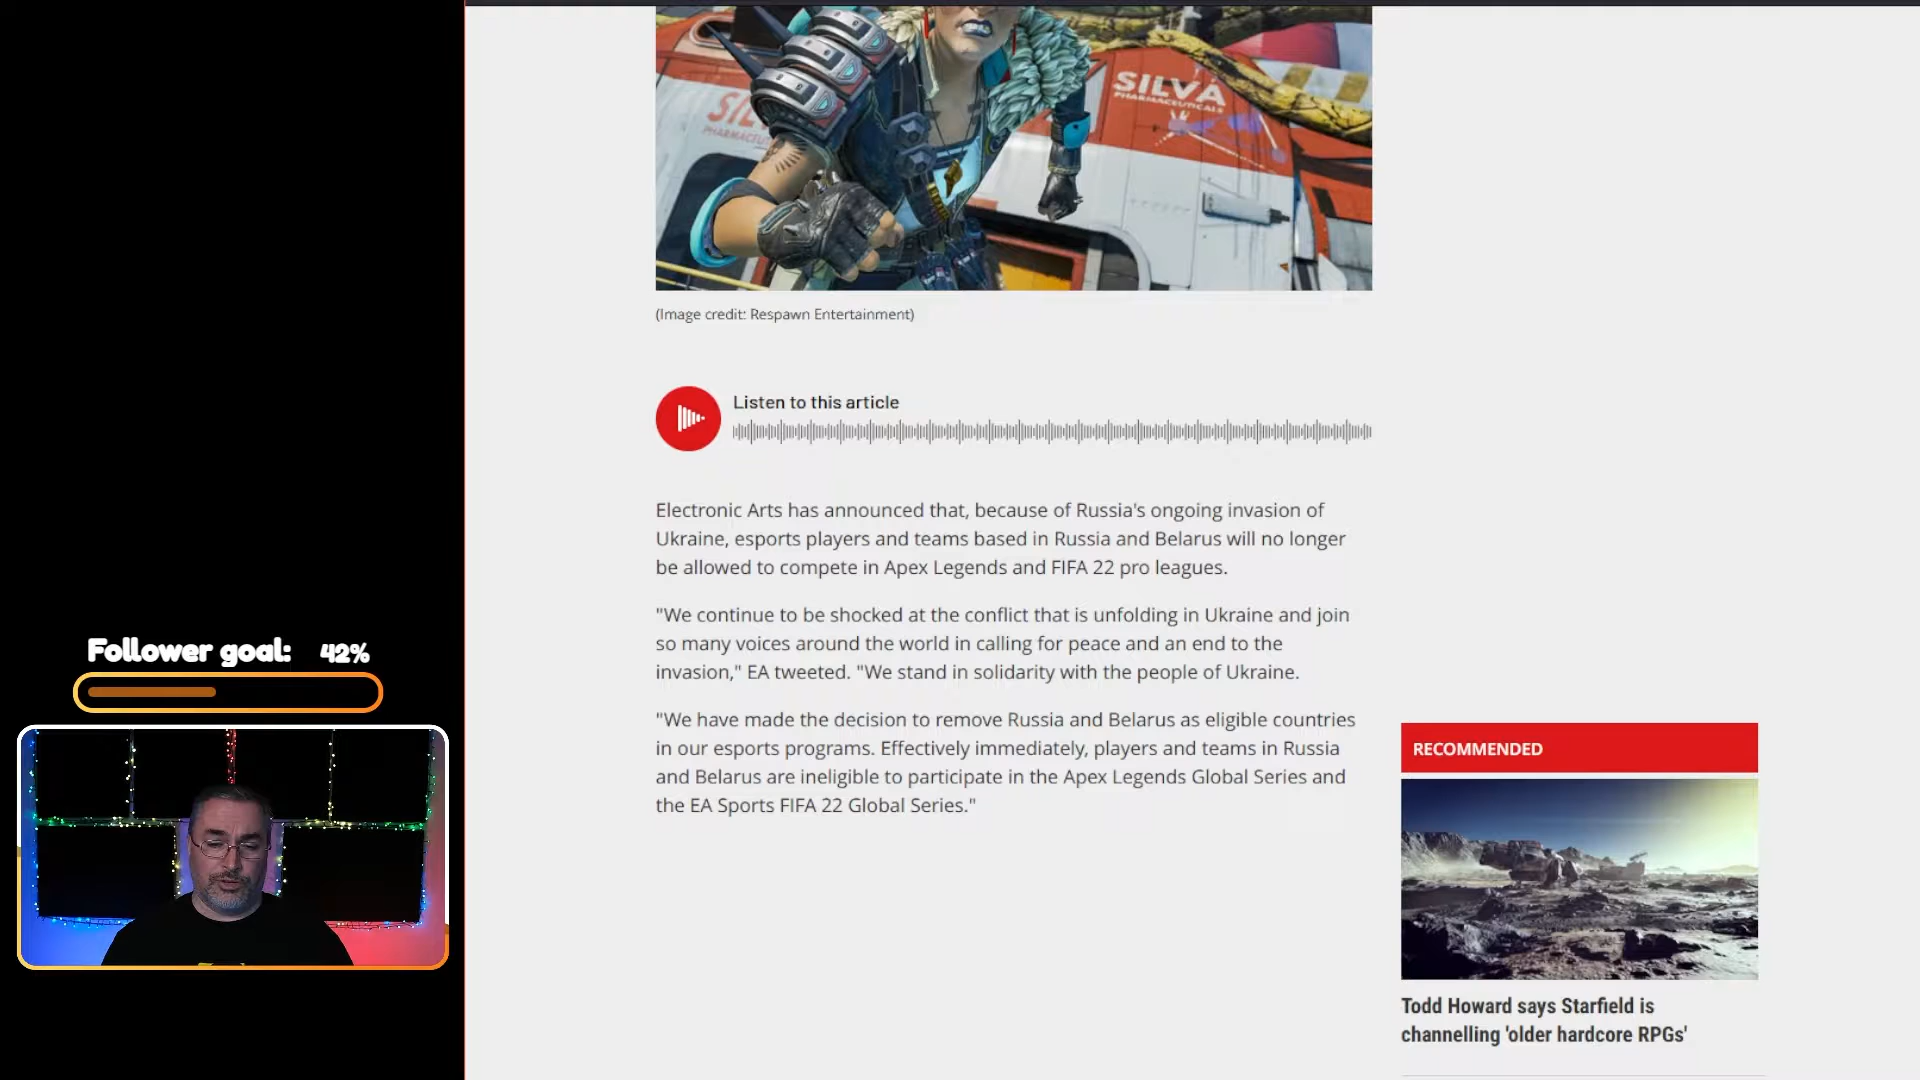 SILVA
PHARMACEUTICALS
(Image credit: Respawn Entertainment)
Listen to this article
Electronic Arts has announced that, because of Russia's ongoing invasion of
Ukraine, esports players and teams based in Russia and Belarus will no longer
be allowed to compete in Apex Legends and FIFA 22 pro leagues.
"We continue to be shocked at the conflict that is unfolding in Ukraine and join
so many voices around the world in calling for peace and an end to the
invasion," EA tweeted. "We stand in solidarity with the people of Ukraine.
"We have made the decision to remove Russia and Belarus as eligible countries
in our esports programs. Effectively immediately, players and teams in Russia
and Belarus are ineligible to participate in the Apex Legends Global Series and
the EA Sports FIFA 22 Global Series."
Follower goal: 42%
RECOMMENDED
Todd Howard says Starfield is
channelling 'older hardcore RPGs'